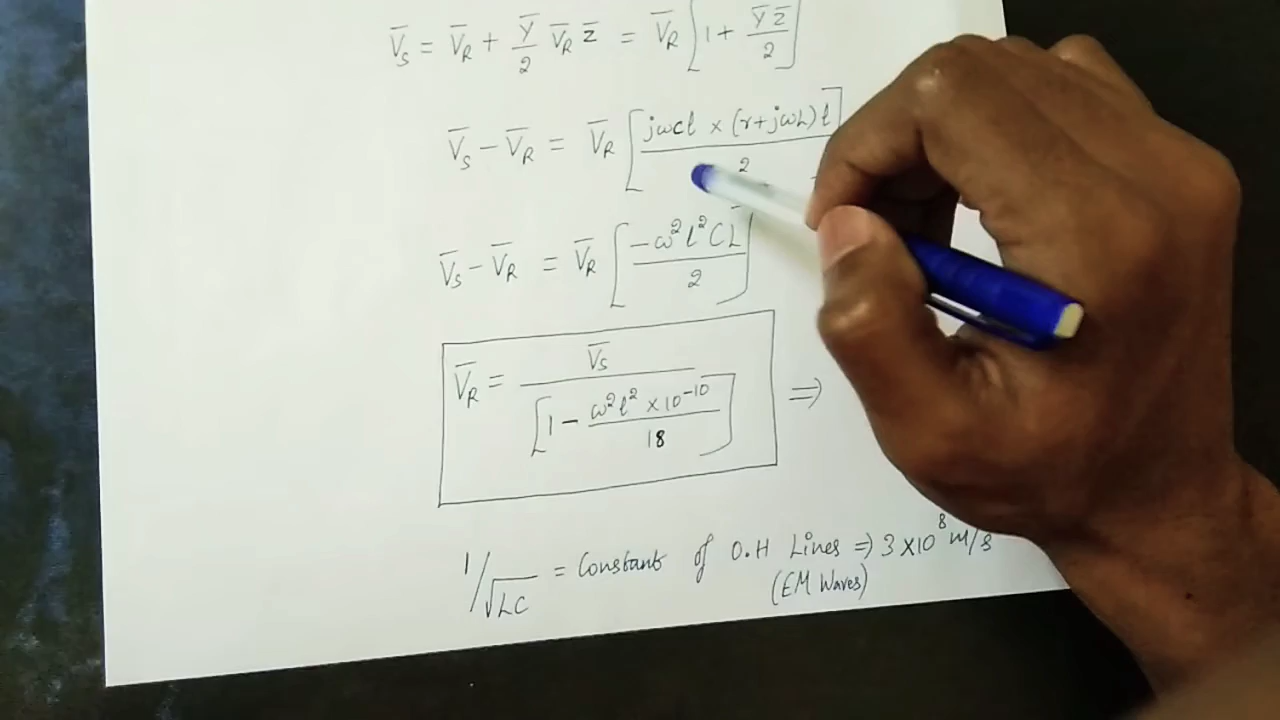 V̄s = V̄R + Ȳ/2 V̄R Z̄ = V̄R [1 + ȲZ̄/2]
V̄s − V̄R = V̄R [jωcl × (r+jωL)l / 2]
V̄s − V̄R = V̄R [−ω²l²CL / 2]
V̄R = V̄s / [1 − ω²l² × 10⁻¹⁰ / 18] ⇒
1/√LC = Constant of O.H Lines ⇒ 3×10⁸ m/s
(EM Waves)